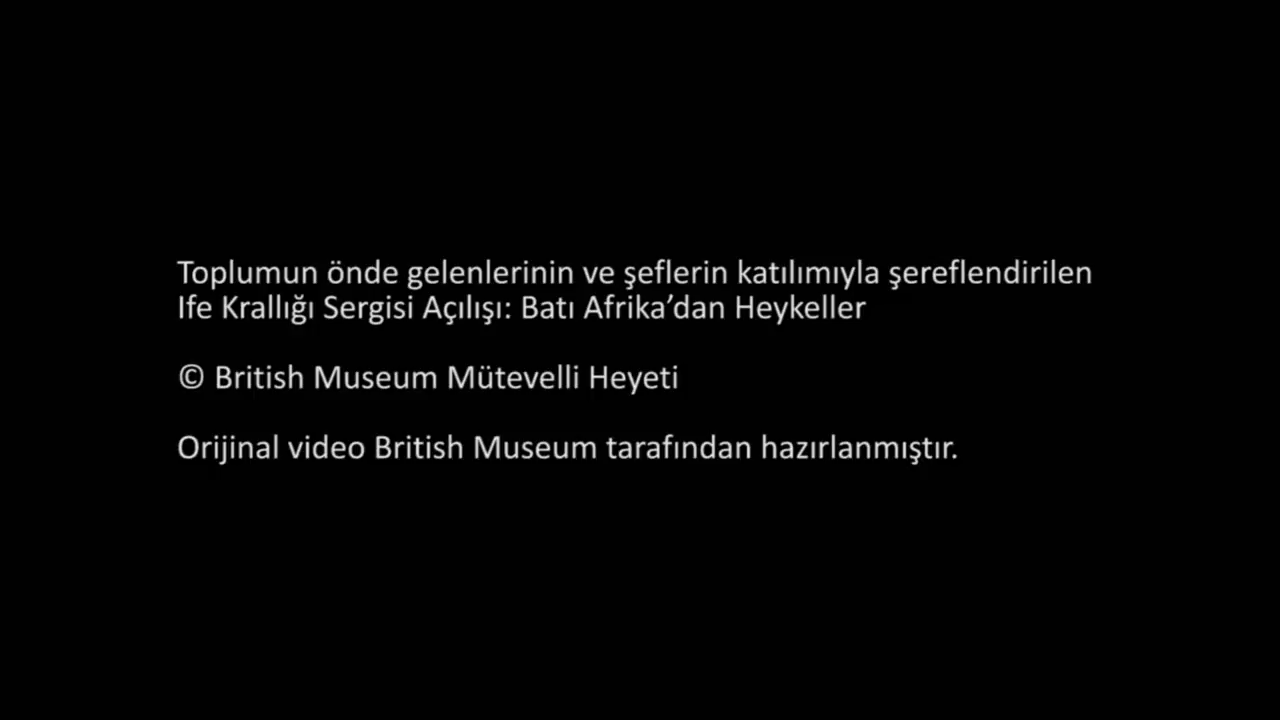 Toplumun önde gelenlerinin ve şeflerin katılımıyla şereflendirilen
Ife Krallığı Sergisi Açılışı: Batı Afrika’dan Heykeller
© British Museum Mütevelli Heyeti
Orijinal video British Museum tarafından hazırlanmıştır.